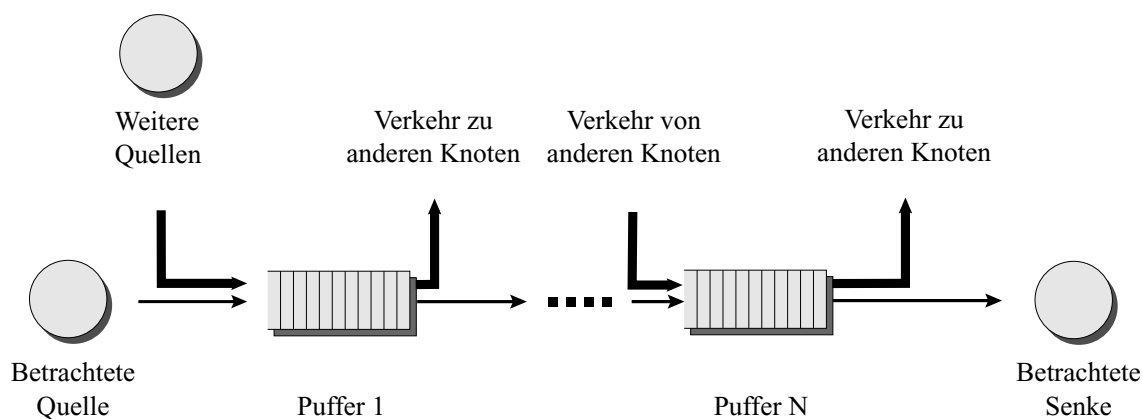 Weitere
Quellen
Verkehr zu
anderen Knoten
Verkehr von
anderen Knoten
Verkehr zu
anderen Knoten
Betrachtete
Quelle
Puffer 1
Puffer N
Betrachtete
Senke